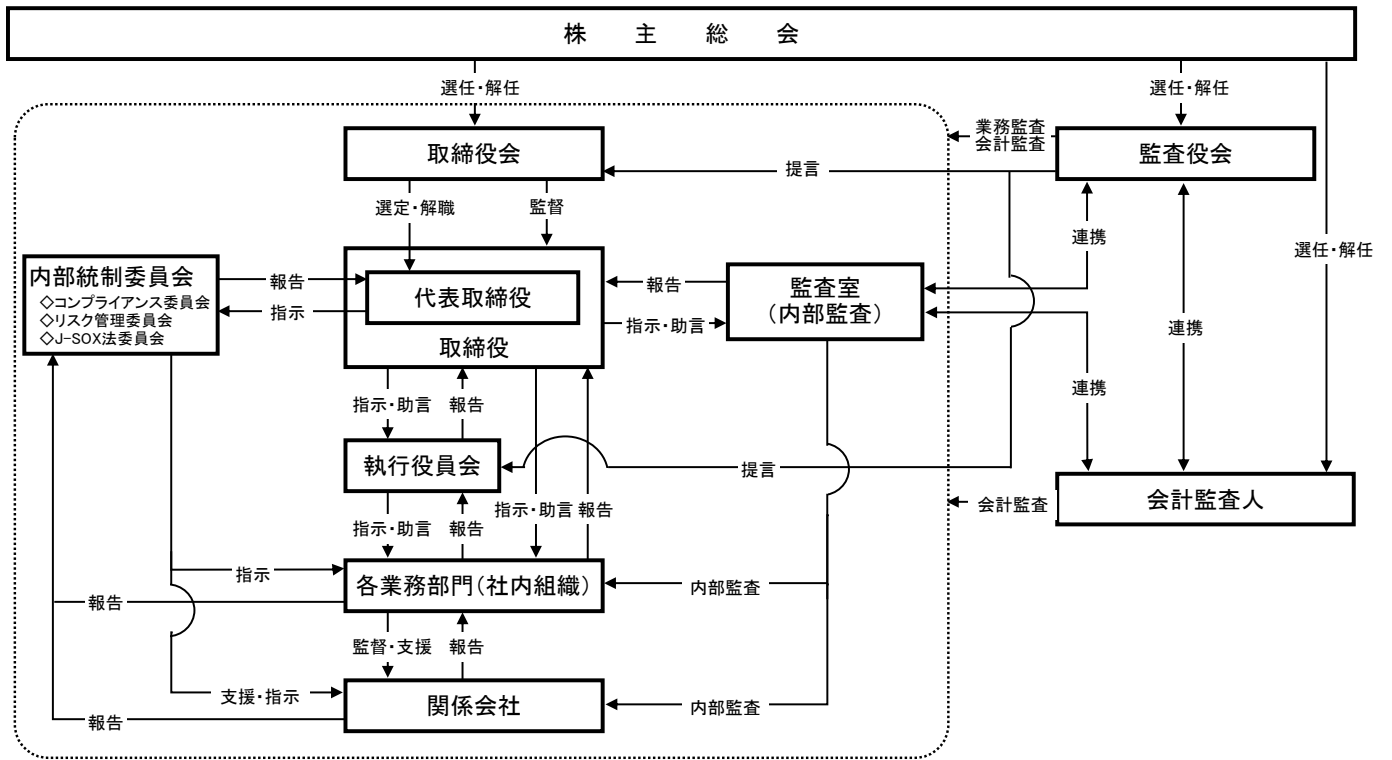 株　主　総　会
選任・解任
選任・解任
取締役会
業務監査
会計監査
監査役会
提言
選定・解職
監督
連携
選任・解任
内部統制委員会
◇コンプライアンス委員会
◇リスク管理委員会
◇J-SOX法委員会
報告
指示
代表取締役
取締役
報告
指示・助言
監査室
（内部監査）
連携
連携
指示・助言
報告
執行役員会
提言
指示・助言
報告
指示・助言
報告
会計監査
会計監査人
指示
各業務部門（社内組織）
内部監査
報告
監督・支援
報告
支援・指示
関係会社
内部監査
報告